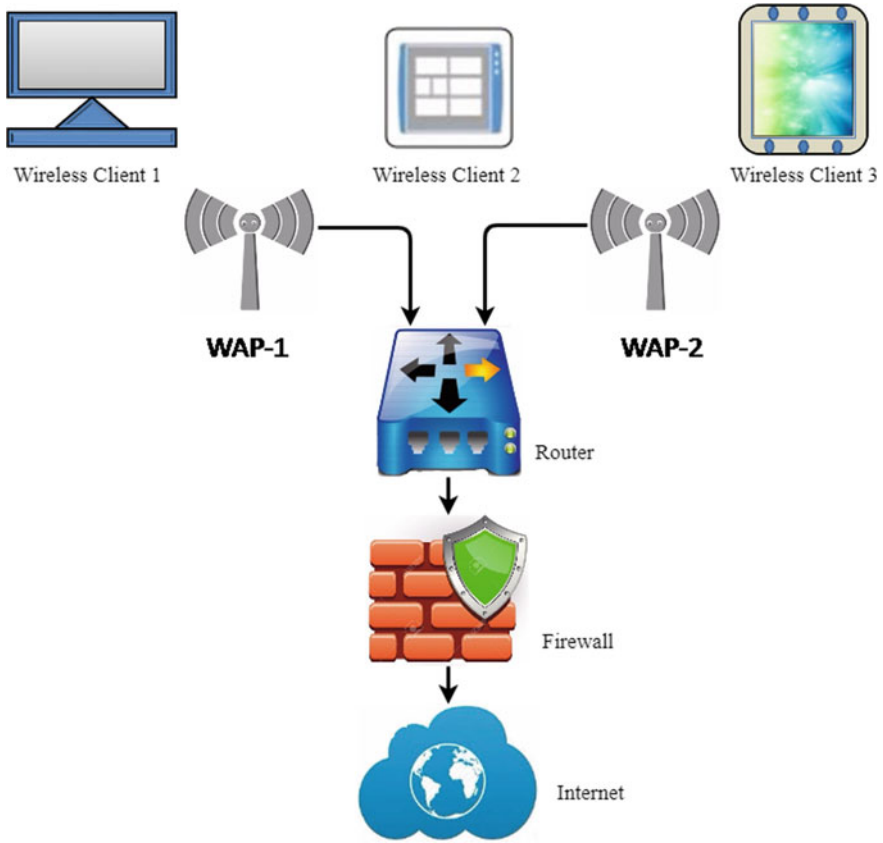 Wireless Client 1
Wireless Client 2
Wireless Client 3
WAP-1
WAP-2
Router
Firewall
Internet